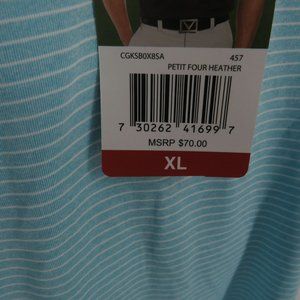 CGKSB0X8SA 457
PETIT FOUR HEATHER
7 30262 41699 7
MSRP $70.00
XL